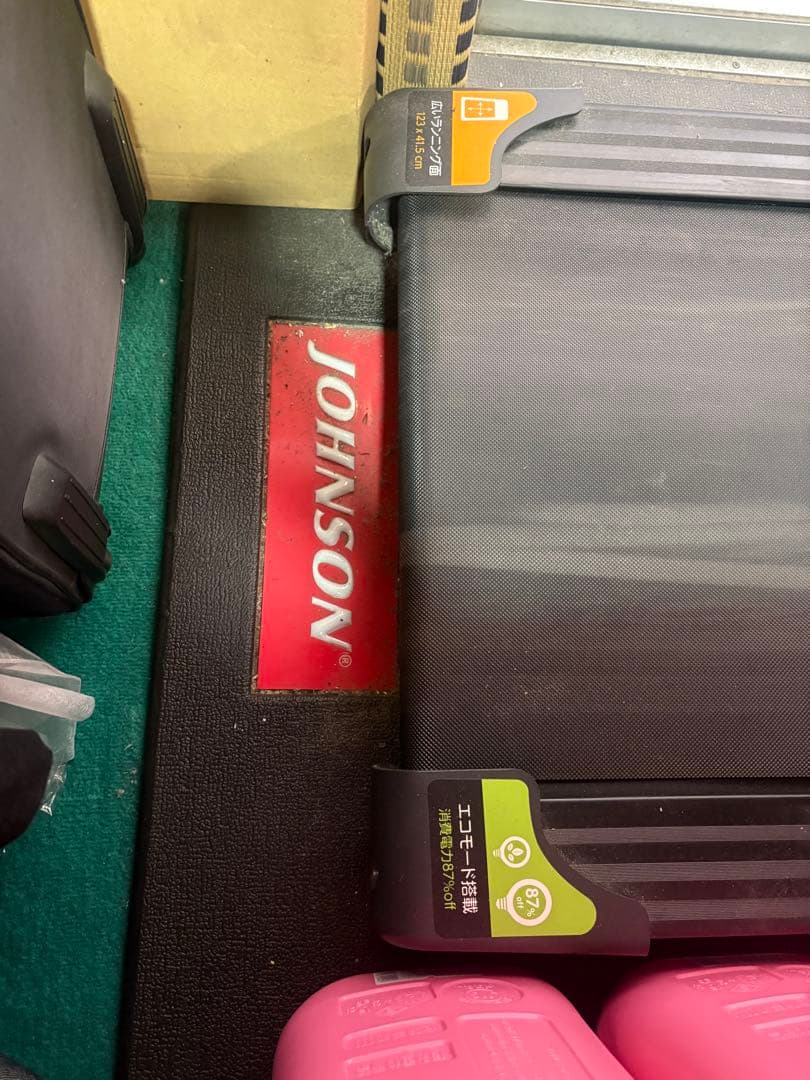 広いランニング面
123 x 41.5 cm
JOHNSON®
エコモード搭載
消費電力87%off
87%
off